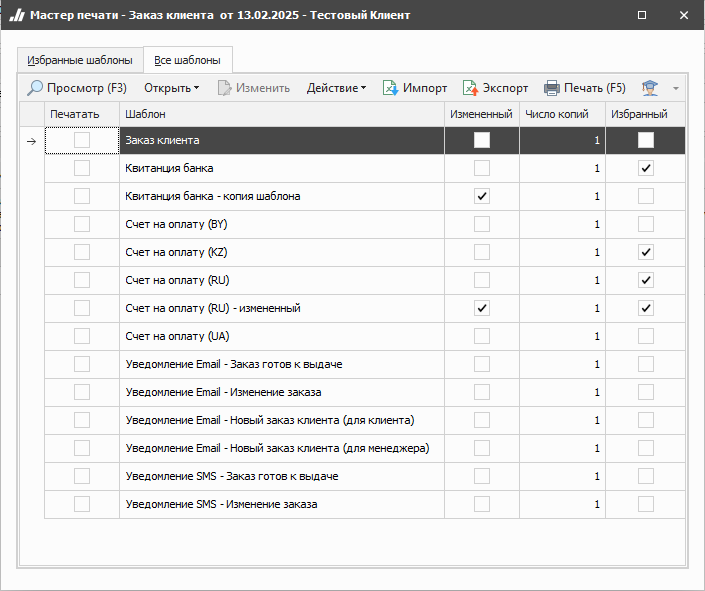 Мастер печати - Заказ клиента от 13.02.2025 - Тестовый Клиент
Избранные шаблоны Все шаблоны
Просмотр (F3) Открыть Изменить Действие Импорт Экспорт Печать (F5)
Печатать Шаблон Измененный Число копий Избранный
Заказ клиента 1
Квитанция банка 1
Квитанция банка - копия шаблона 1
Счет на оплату (BY) 1
Счет на оплату (KZ) 1
Счет на оплату (RU) 1
Счет на оплату (RU) - измененный 1
Счет на оплату (UA) 1
Уведомление Email - Заказ готов к выдаче 1
Уведомление Email - Изменение заказа 1
Уведомление Email - Новый заказ клиента (для клиента) 1
Уведомление Email - Новый заказ клиента (для менеджера) 1
Уведомление SMS - Заказ готов к выдаче 1
Уведомление SMS - Изменение заказа 1